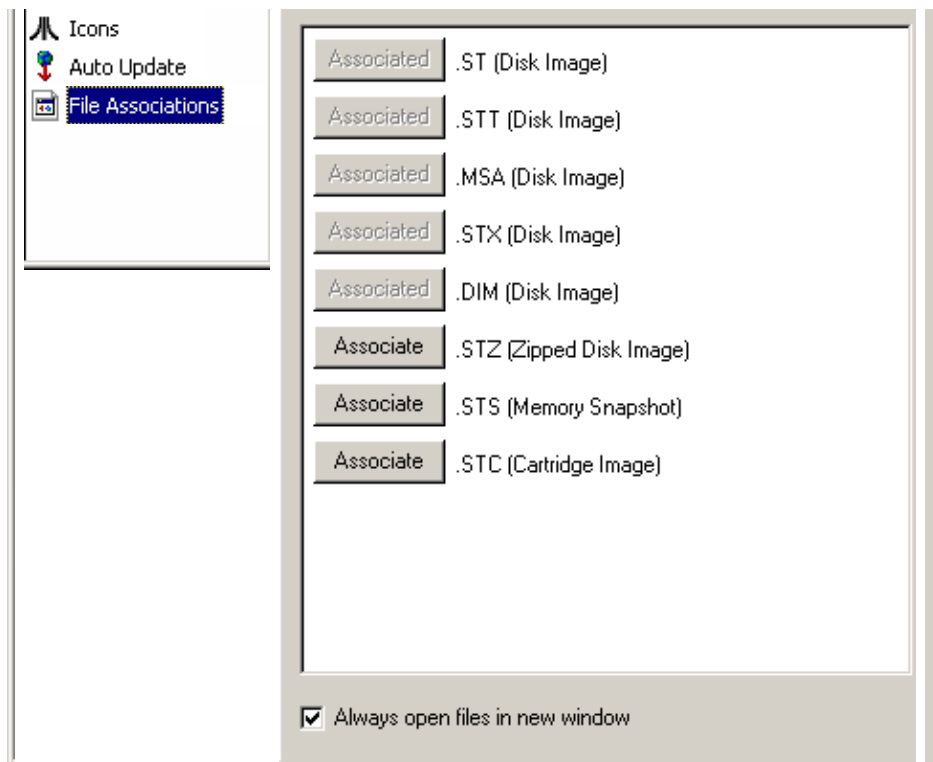 Icons
Auto Update
File Associations
Associated .ST (Disk Image)
Associated .STT (Disk Image)
Associated .MSA (Disk Image)
Associated .STX (Disk Image)
Associated .DIM (Disk Image)
Associate .STZ (Zipped Disk Image)
Associate .STS (Memory Snapshot)
Associate .STC (Cartridge Image)
Always open files in new window